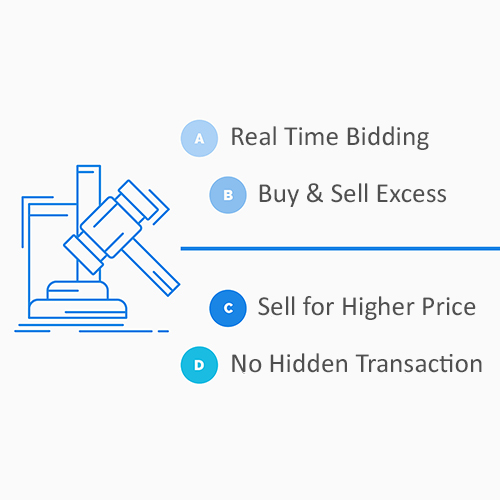 A Real Time Bidding
B Buy & Sell Excess
C Sell for Higher Price
D No Hidden Transaction